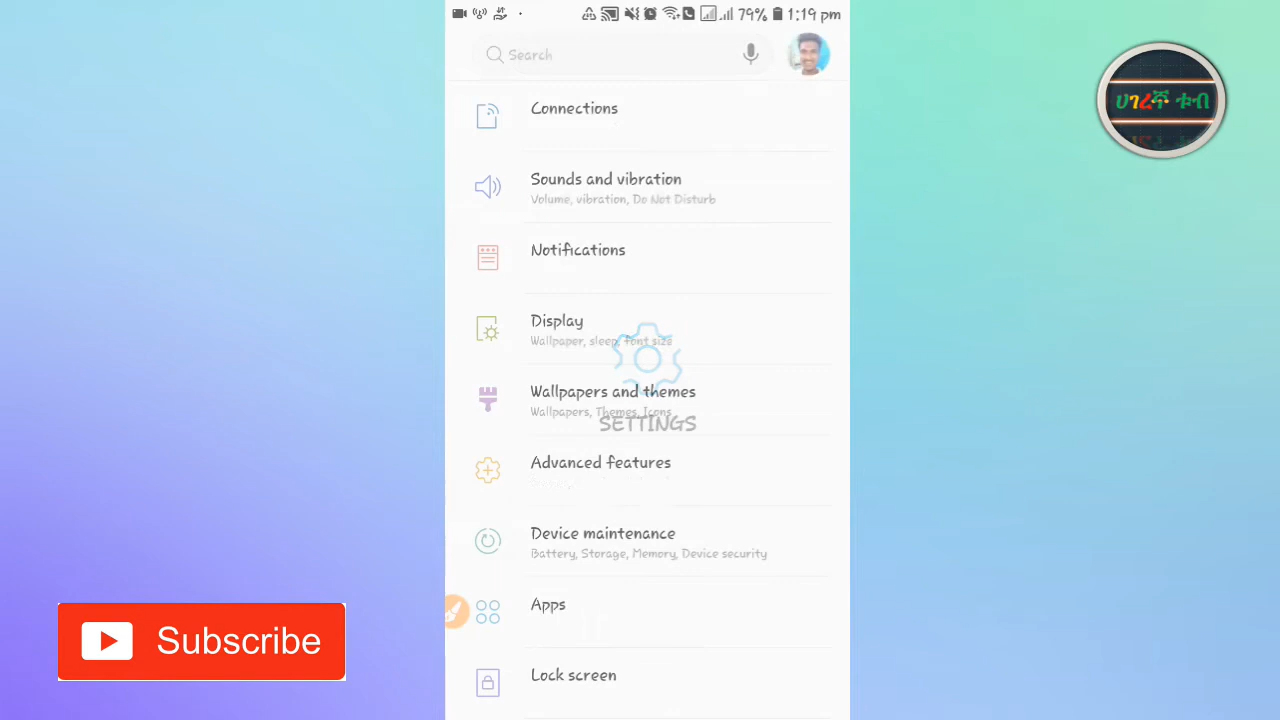 79% 1:19 pm
Search
ሀገረኛ ቱብ
Connections
Sounds and vibration
Volume, vibration, Do Not Disturb
Notifications
Display
Wallpaper, sleep, font size
Wallpapers and themes
Wallpapers, Themes, Icons
SETTINGS
Advanced features
Device maintenance
Battery, Storage, Memory, Device security
Apps
Subscribe
Lock screen